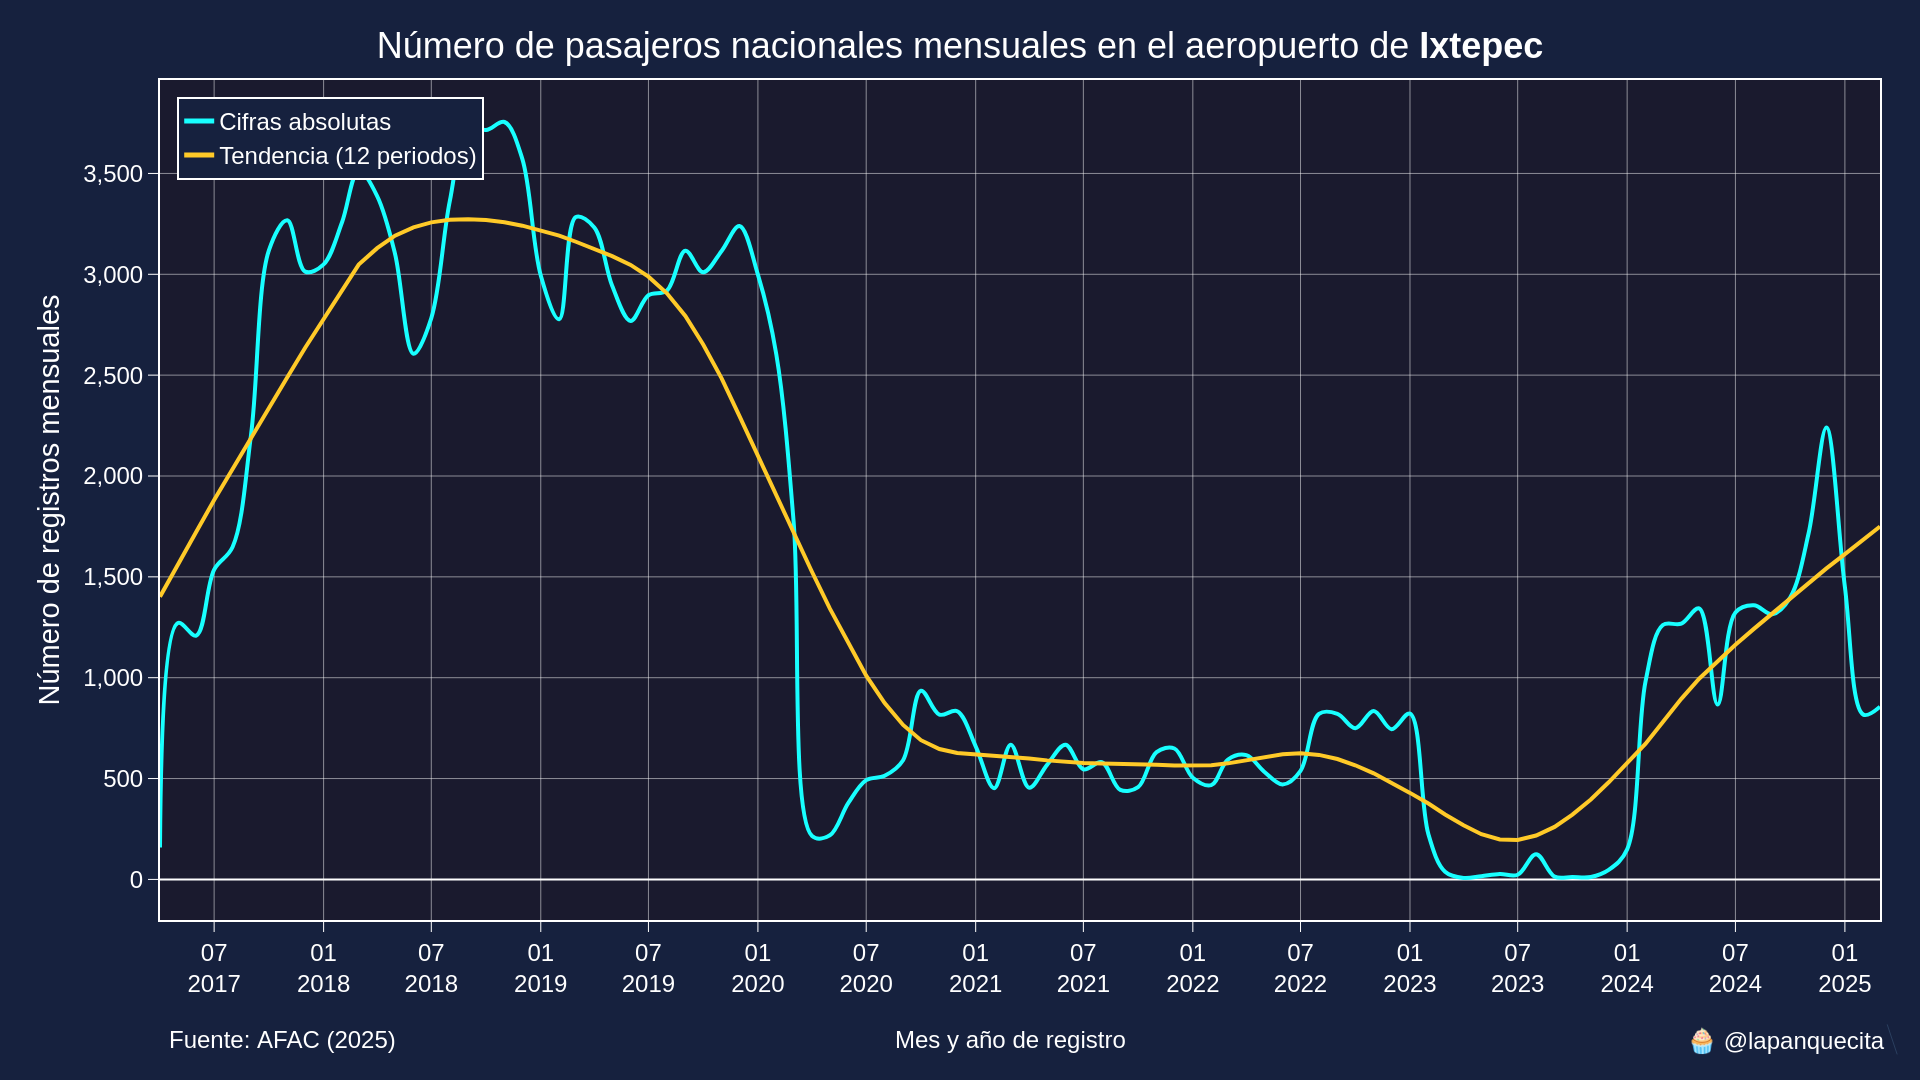 Número de pasajeros nacionales mensuales en el aeropuerto de Ixtepec
Cifras absolutas
Tendencia (12 periodos)
Número de registros mensuales
3,500
3,000
2,500
2,000
1,500
1,000
500
0
07 01 07 01 07 01 07 01 07 01 07 01 07 01 07 01
2017 2018 2018 2019 2019 2020 2020 2021 2021 2022 2022 2023 2023 2024 2024 2025
Fuente: AFAC (2025)
Mes y año de registro
🧁 @lapanquecita